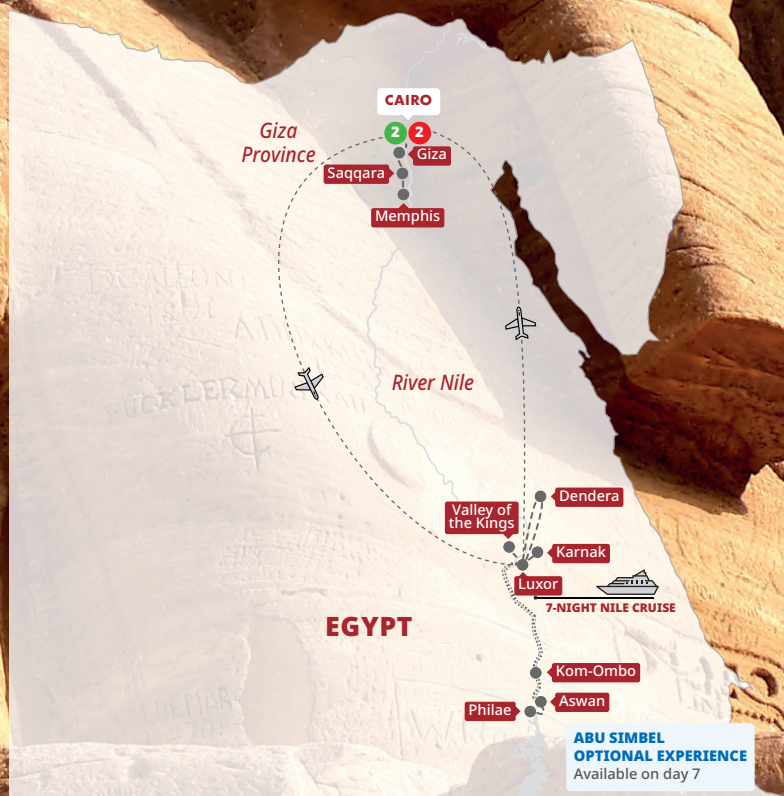 CAIRO
2 2
Giza
Province
Giza
Saqqara
Memphis
River Nile
Dendera
Valley of
the Kings
Karnak
Luxor
7-NIGHT NILE CRUISE
EGYPT
Kom-Ombo
Aswan
Philae
ABU SIMBEL
OPTIONAL EXPERIENCE
Available on day 7